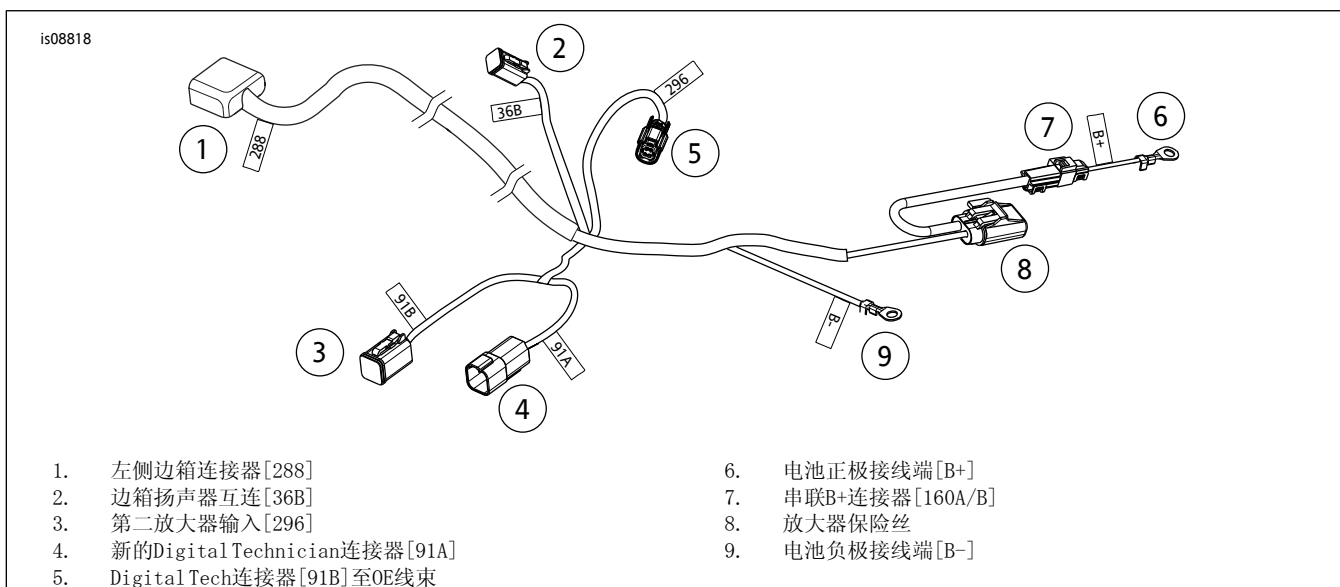 is08818
1
288
2
36B
296
5
7
B+
6
8
91B
3
91A
4
B-
9
1. 左侧边箱连接器[288]
2. 边箱扬声器互连[36B]
3. 第二放大器输入[296]
4. 新的Digital Technician连接器[91A]
5. Digital Tech连接器[91B]至OE线束
6. 电池正极接线端[B+]
7. 串联B+连接器[160A/B]
8. 放大器保险丝
9. 电池负极接线端[B-]